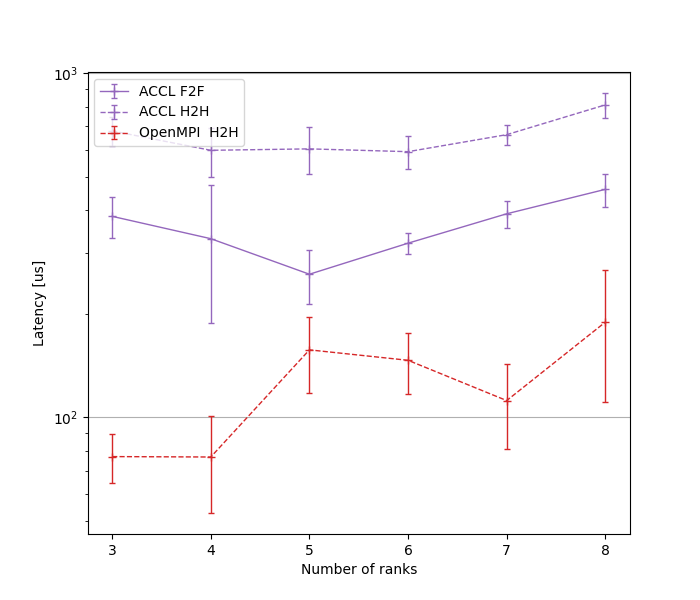 10³
ACCL F2F
ACCL H2H
OpenMPI  H2H
Latency [us]
10²
3 4 5 6 7 8
Number of ranks